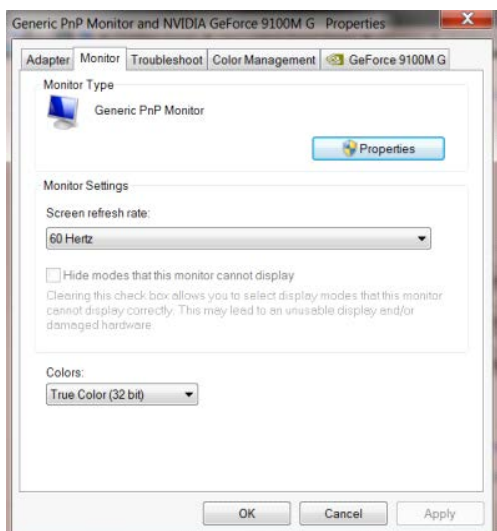 Generic PnP Monitor and NVIDIA GeForce 9100M G Properties
Adapter Monitor Troubleshoot Color Management GeForce 9100M G
Monitor Type
Generic PnP Monitor
Properties
Monitor Settings
Screen refresh rate:
60 Hertz
Hide modes that this monitor cannot display
Clearing this check box allows you to select display modes that this monitor
cannot display correctly. This may lead to an unusable display and/or
damaged hardware.
Colors:
True Color (32 bit)
OK Cancel Apply